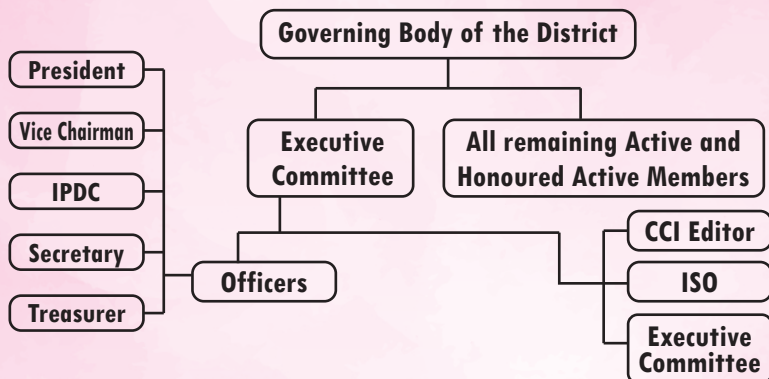 Governing Body of the District
President
Vice Chairman
IPDC
Secretary
Treasurer
Executive
Committee
All remaining Active and
Honoured Active Members
Officers
CCI Editor
ISO
Executive
Committee